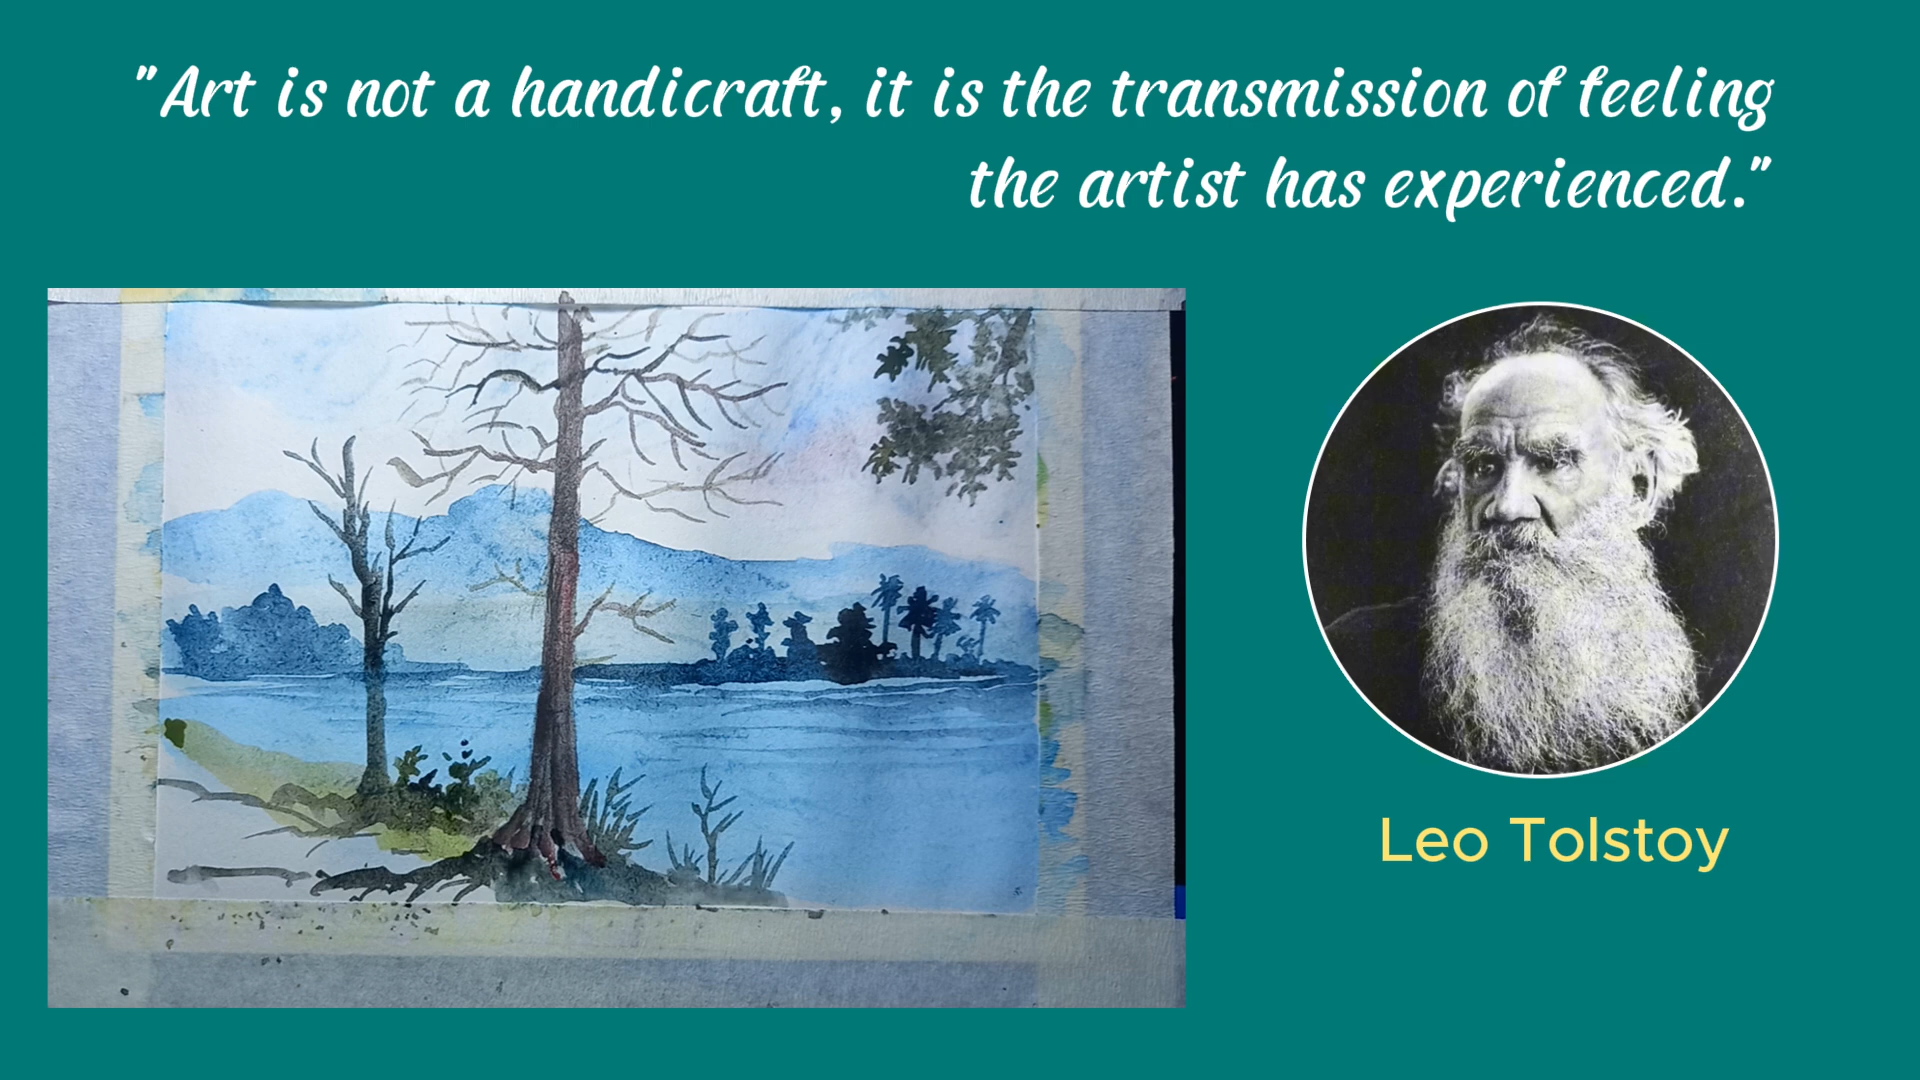 "Art is not a handicraft, it is the transmission of feeling
the artist has experienced."
Leo Tolstoy